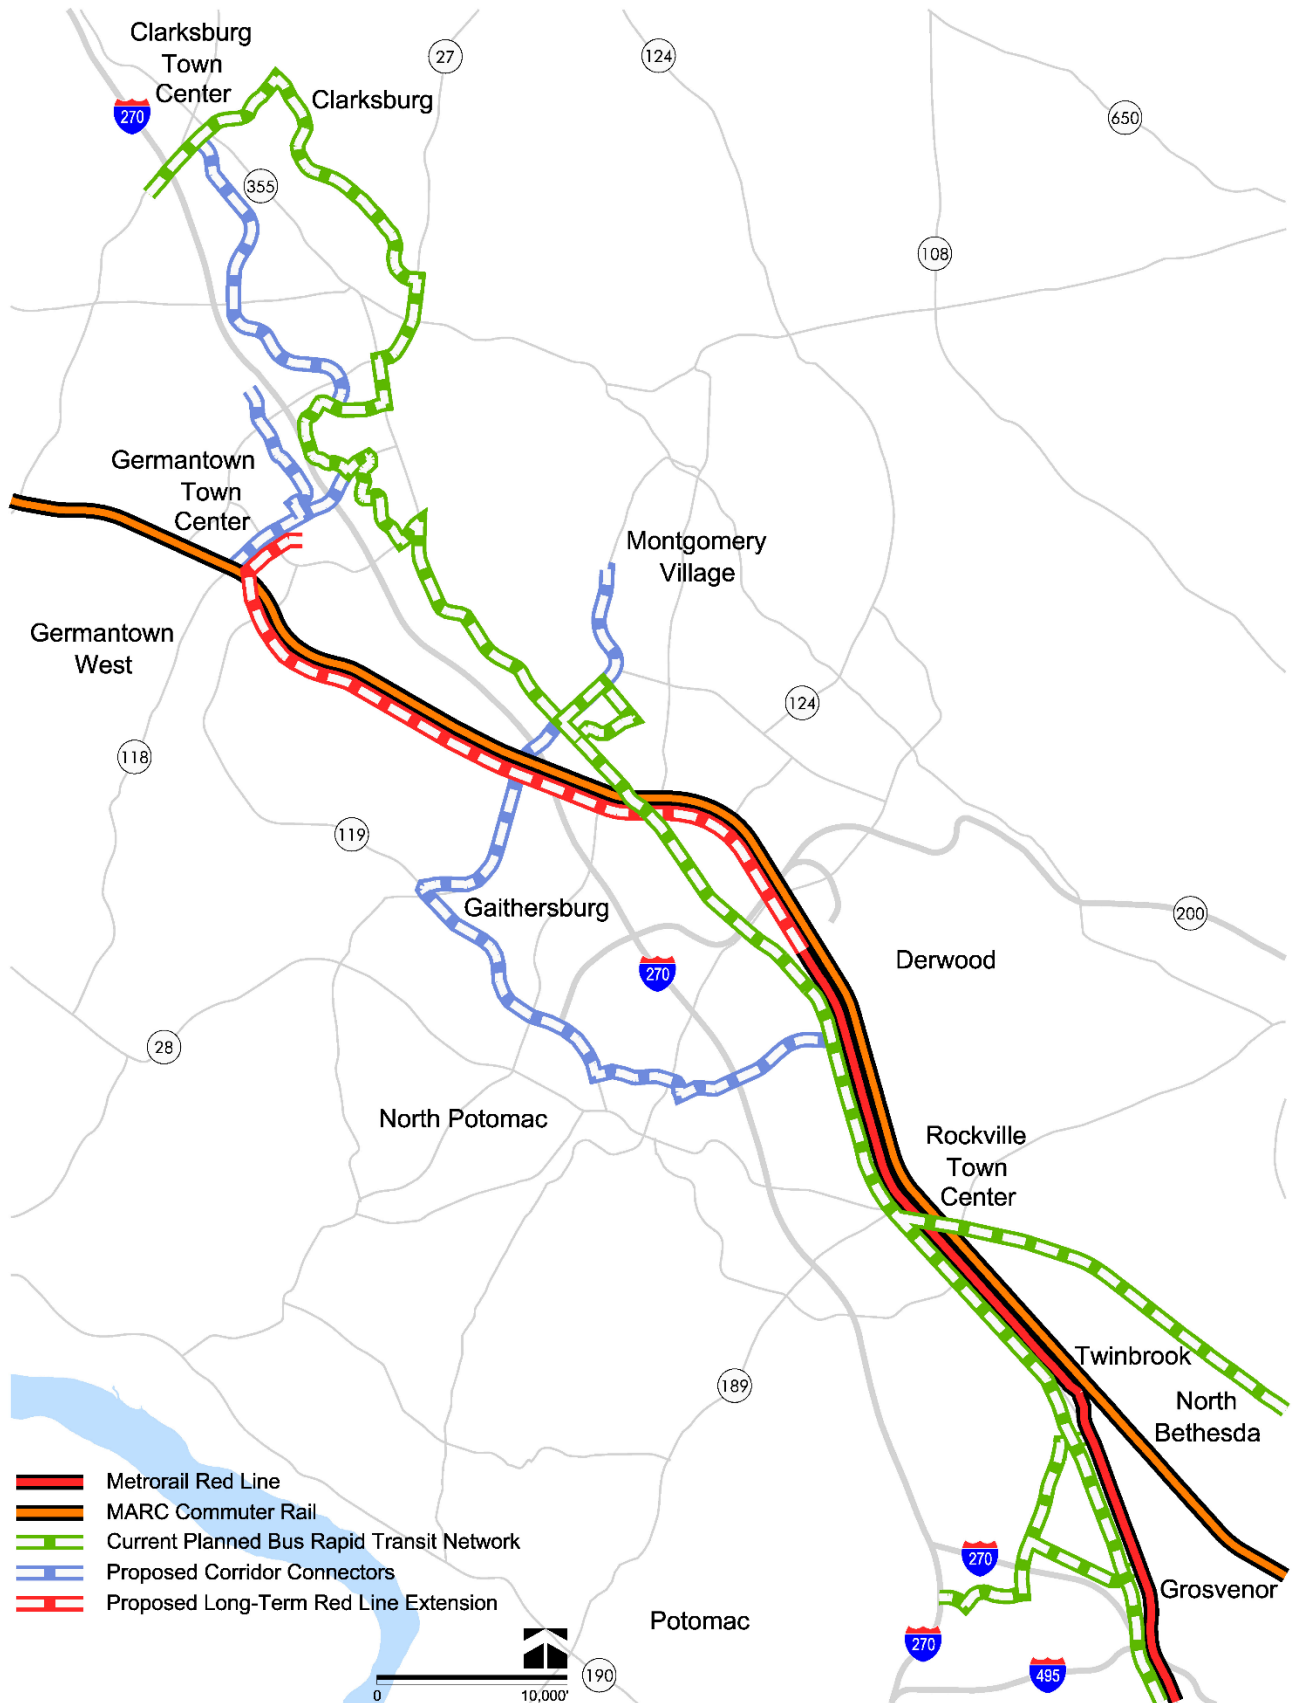 Clarksburg
Town
Center
27
124
270
Clarksburg
650
355
108
Germantown
Town
Center
Montgomery
Village
Germantown
West
124
118
119
Gaithersburg
200
270
Derwood
28
North Potomac
Rockville
Town
Center
Twinbrook
189
North
Bethesda
Metrorail Red Line
MARC Commuter Rail
Current Planned Bus Rapid Transit Network
Proposed Corridor Connectors
Proposed Long-Term Red Line Extension
270
Grosvenor
Potomac
270
190
495
0
10,000'